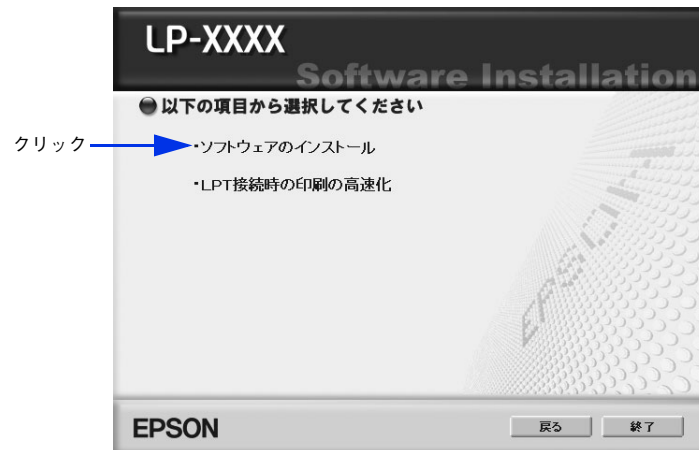 LP-XXXX
Software Installation
以下の項目から選択してください
クリック
・ソフトウェアのインストール
・LPT接続時の印刷の高速化
EPSON
EPSON
戻る
終了